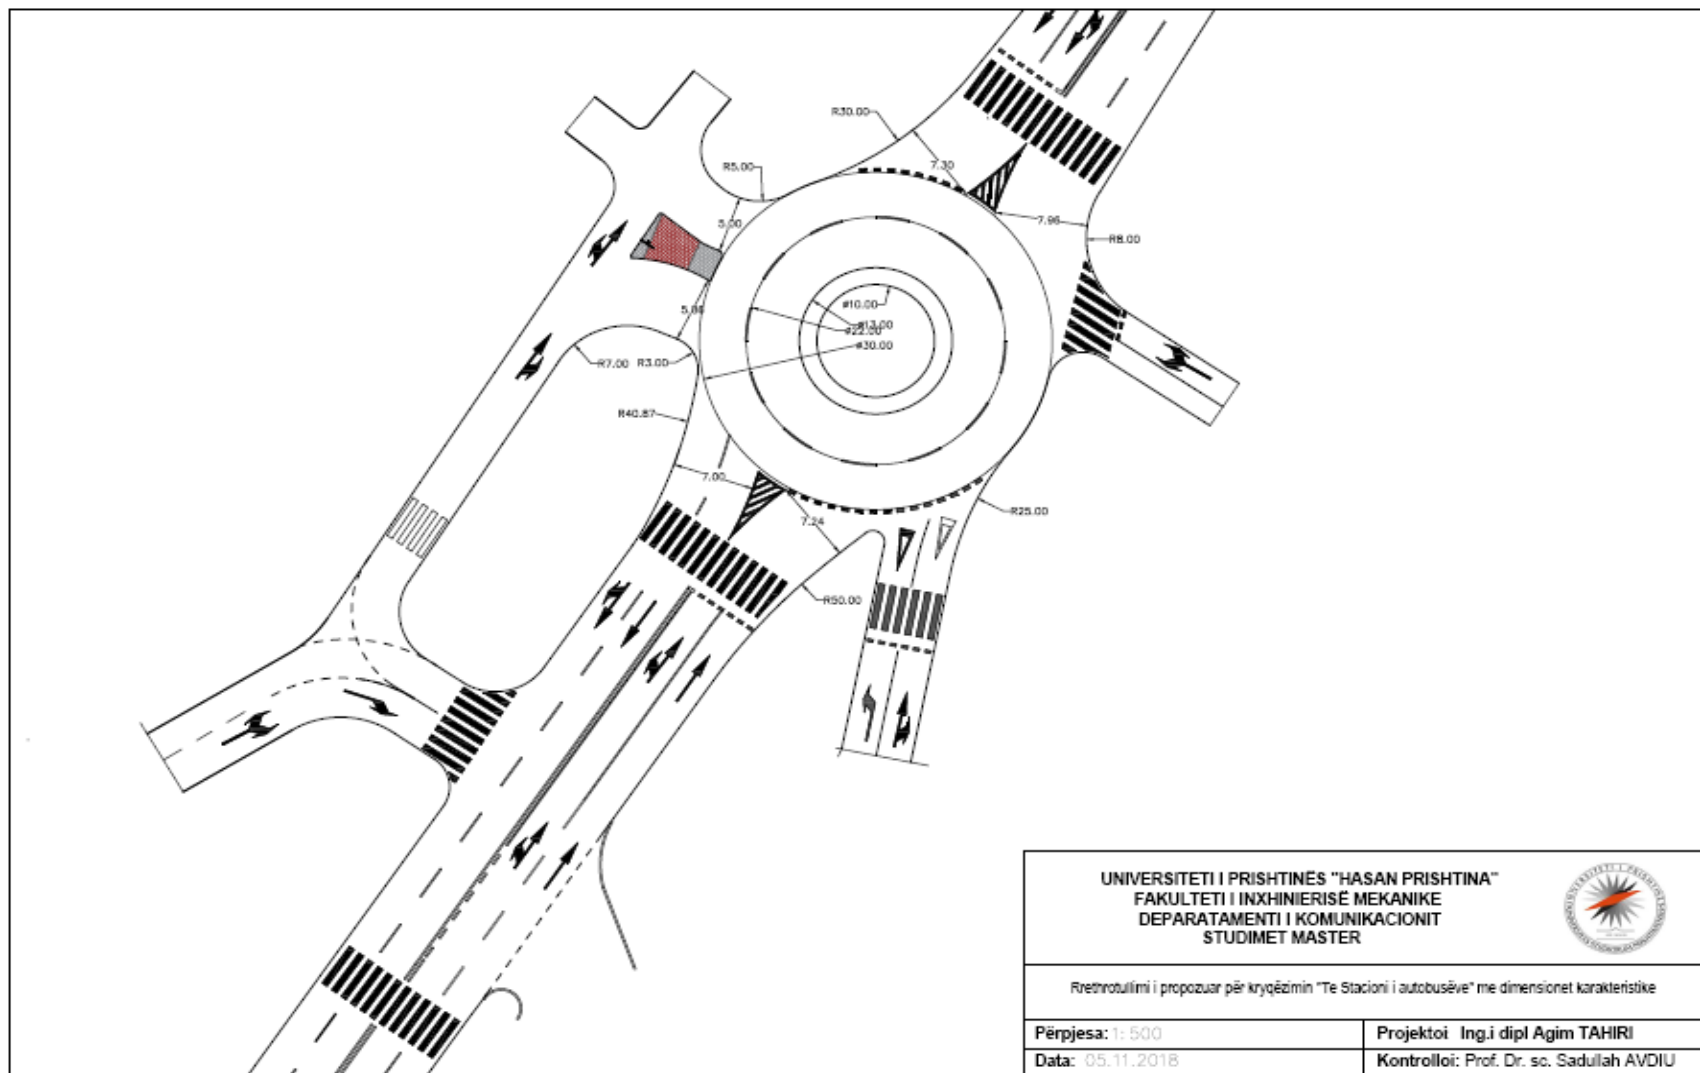 R30.00
7.30
R5.00
5.00
7.96
R8.00
ø10.00
ø13.00
ø22.00
ø30.00
R7.00
R3.00
R40.87
7.00
7.24
R25.00
R50.00
UNIVERSITETI I PRISHTINËS "HASAN PRISHTINA"
FAKULTETI I INXHINIERISË MEKANIKE
DEPARATAMENTI I KOMUNIKACIONIT
STUDIMET MASTER
Rrethrotullimi i propozuar për kryqëzimin "Te Stacioni i autobusëve" me dimensionet karakteristike
Përpjesa: 1: 500
Projektoi Ing.i dipl Agim TAHIRI
Data: 05.11.2018
Kontrolloi: Prof. Dr. sc. Sadullah AVDIU